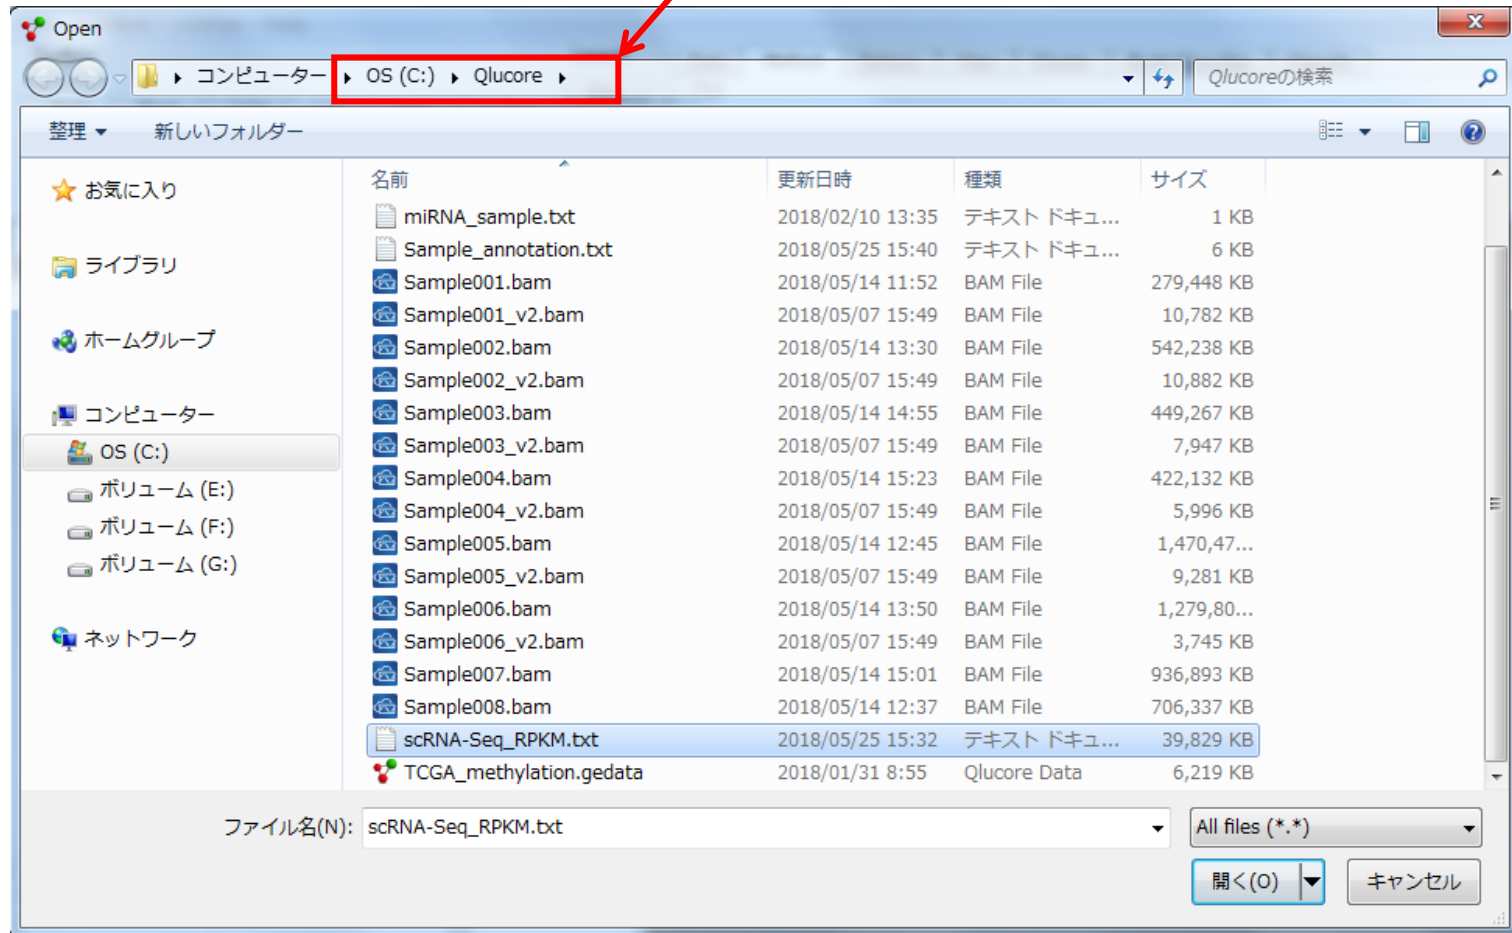 Open
コンピューター ▸ OS (C:) ▸ Qlucore ▸
Qlucoreの検索
整理 新しいフォルダー
お気に入り
ライブラリ
ホームグループ
コンピューター
OS (C:)
ボリューム (E:)
ボリューム (F:)
ボリューム (G:)
ネットワーク
名前 更新日時 種類 サイズ
miRNA_sample.txt 2018/02/10 13:35 テキスト ドキュ... 1 KB
Sample_annotation.txt 2018/05/25 15:40 テキスト ドキュ... 6 KB
Sample001.bam 2018/05/14 11:52 BAM File 279,448 KB
Sample001_v2.bam 2018/05/07 15:49 BAM File 10,782 KB
Sample002.bam 2018/05/14 13:30 BAM File 542,238 KB
Sample002_v2.bam 2018/05/07 15:49 BAM File 10,882 KB
Sample003.bam 2018/05/14 14:55 BAM File 449,267 KB
Sample003_v2.bam 2018/05/07 15:49 BAM File 7,947 KB
Sample004.bam 2018/05/14 15:23 BAM File 422,132 KB
Sample004_v2.bam 2018/05/07 15:49 BAM File 5,996 KB
Sample005.bam 2018/05/14 12:45 BAM File 1,470,47...
Sample005_v2.bam 2018/05/07 15:49 BAM File 9,281 KB
Sample006.bam 2018/05/14 13:50 BAM File 1,279,80...
Sample006_v2.bam 2018/05/07 15:49 BAM File 3,745 KB
Sample007.bam 2018/05/14 15:01 BAM File 936,893 KB
Sample008.bam 2018/05/14 12:37 BAM File 706,337 KB
scRNA-Seq_RPKM.txt 2018/05/25 15:32 テキスト ドキュ... 39,829 KB
TCGA_methylation.gedata 2018/01/31 8:55 Qlucore Data 6,219 KB
ファイル名(N): scRNA-Seq_RPKM.txt
All files (*.*)
開く(O) キャンセル